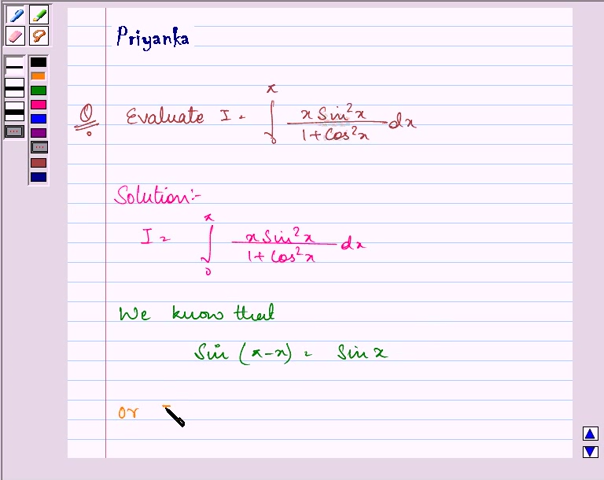 Priyanka
Q Evaluate I = ∫₀^π x Sin²x / 1 + Cos²x dx
Solution:-
I = ∫₀^π x Sin²x / 1 + Cos²x dx
We know that
Sin (π-x) = Sin x
or